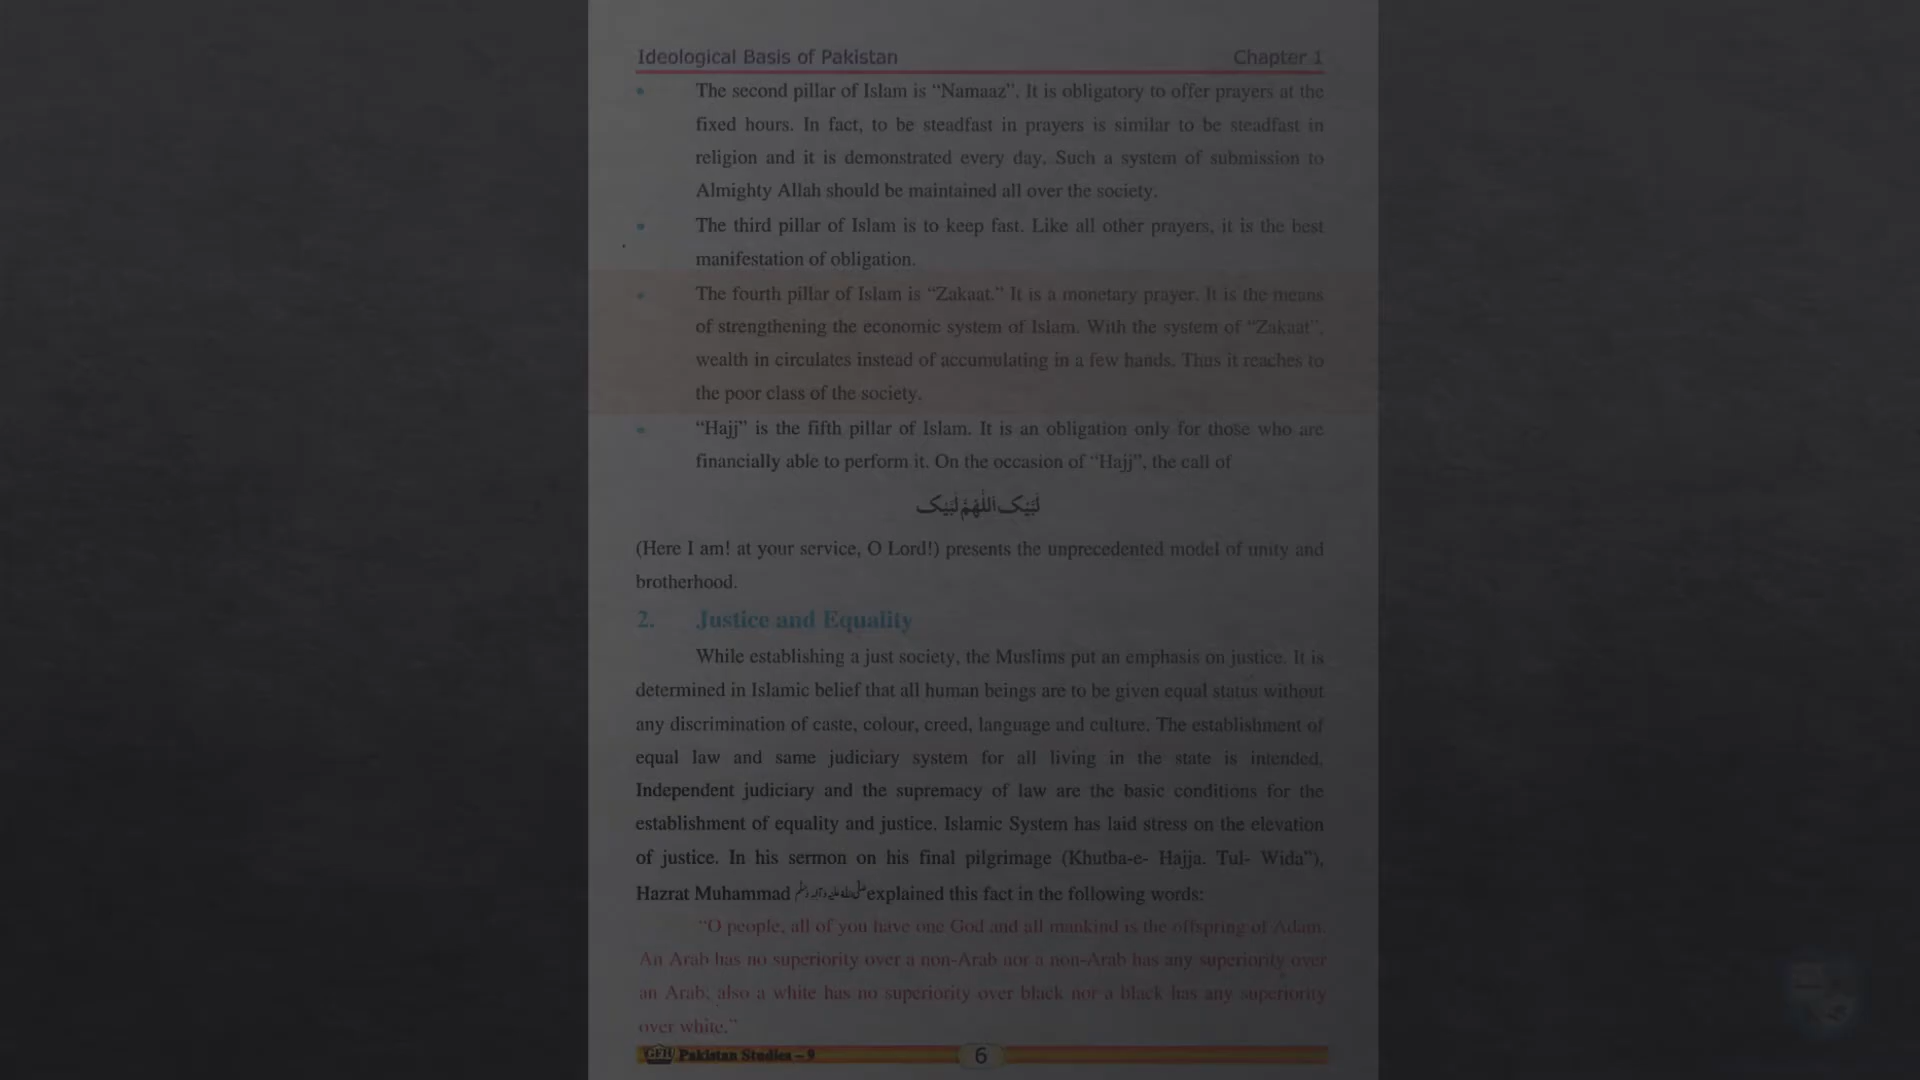 Ideological Basis of Pakistan Chapter 1
• The second pillar of Islam is “Namaaz”. It is obligatory to offer prayers at the
fixed hours. In fact, to be steadfast in prayers is similar to be steadfast in
religion and it is demonstrated every day. Such a system of submission to
Almighty Allah should be maintained all over the society.
• The third pillar of Islam is to keep fast. Like all other prayers, it is the best
manifestation of obligation.
• The fourth pillar of Islam is “Zakaat.” It is a monetary prayer. It is the means
of strengthening the economic system of Islam. With the system of “Zakaat”,
wealth in circulates instead of accumulating in a few hands. Thus it reaches to
the poor class of the society.
• “Hajj” is the fifth pillar of Islam. It is an obligation only for those who are
financially able to perform it. On the occasion of “Hajj”, the call of
لَبَّيْک اَللّٰهُمَّ لَبَّيْک
(Here I am! at your service, O Lord!) presents the unprecedented model of unity and
brotherhood.
2. Justice and Equality
While establishing a just society, the Muslims put an emphasis on justice. It is
determined in Islamic belief that all human beings are to be given equal status without
any discrimination of caste, colour, creed, language and culture. The establishment of
equal law and same judiciary system for all living in the state is intended.
Independent judiciary and the supremacy of law are the basic conditions for the
establishment of equality and justice. Islamic System has laid stress on the elevation
of justice. In his sermon on his final pilgrimage (Khutba-e- Hajja. Tul- Wida”),
Hazrat Muhammad صلی اللہ علیہ وآلہ وسلم explained this fact in the following words:
“O people, all of you have one God and all mankind is the offspring of Adam.
An Arab has no superiority over a non-Arab nor a non-Arab has any superiority over
an Arab; also a white has no superiority over black nor a black has any superiority
over white.”
GFH Pakistan Studies – 9 6